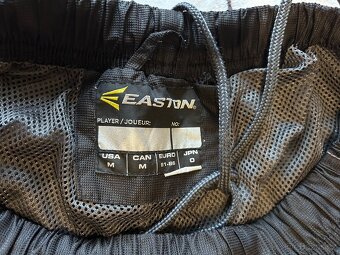 EASTON
PLAYER / JOUEUR: NO:
USA CAN EURO JPN
M M O